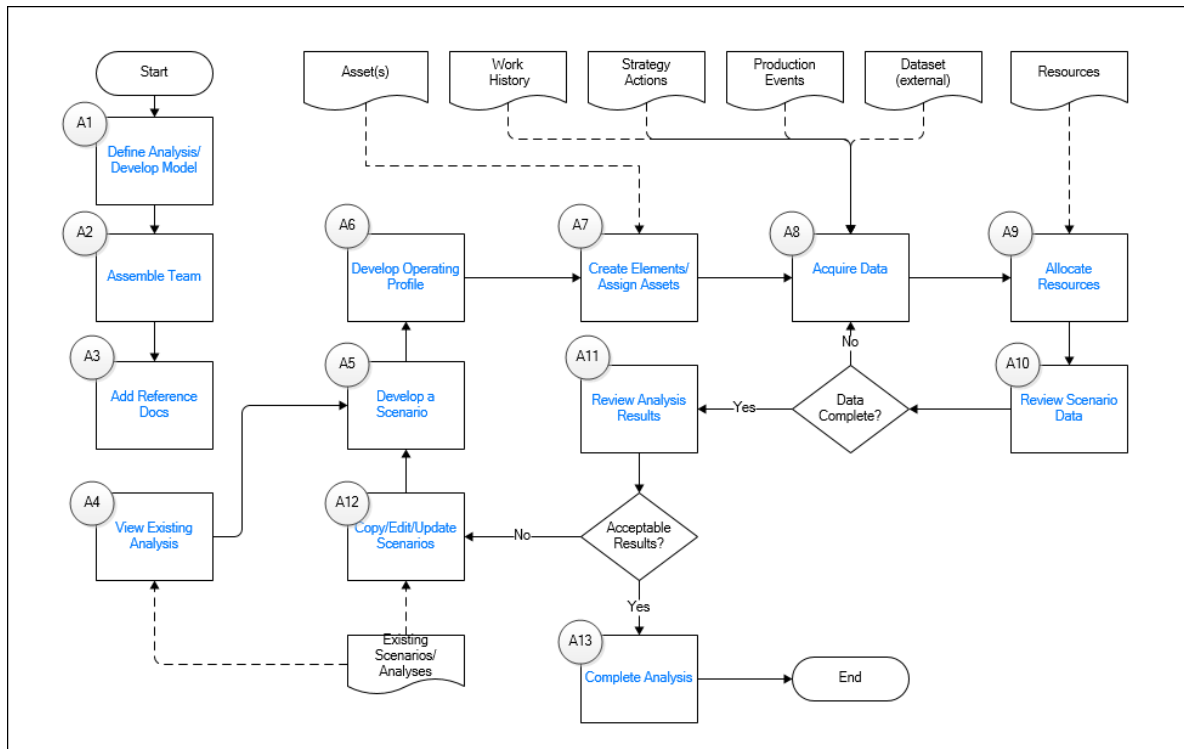 Start
Asset(s)
Work
History
Strategy
Actions
Production
Events
Dataset
(external)
Resources
A1
Define Analysis/
Develop Model
A2
Assemble Team
A6
Develop Operating
Profile
A7
Create Elements/
Assign Assets
A8
Acquire Data
A9
Allocate
Resources
A3
Add Reference
Docs
A5
Develop a
Scenario
A11
Review Analysis
Results
Yes
No
Data
Complete?
A10
Review Scenario
Data
A4
View Existing
Analysis
A12
Copy/Edit/Update
Scenarios
No
Acceptable
Results?
Yes
Existing
Scenarios/
Analyses
A13
Complete Analysis
End